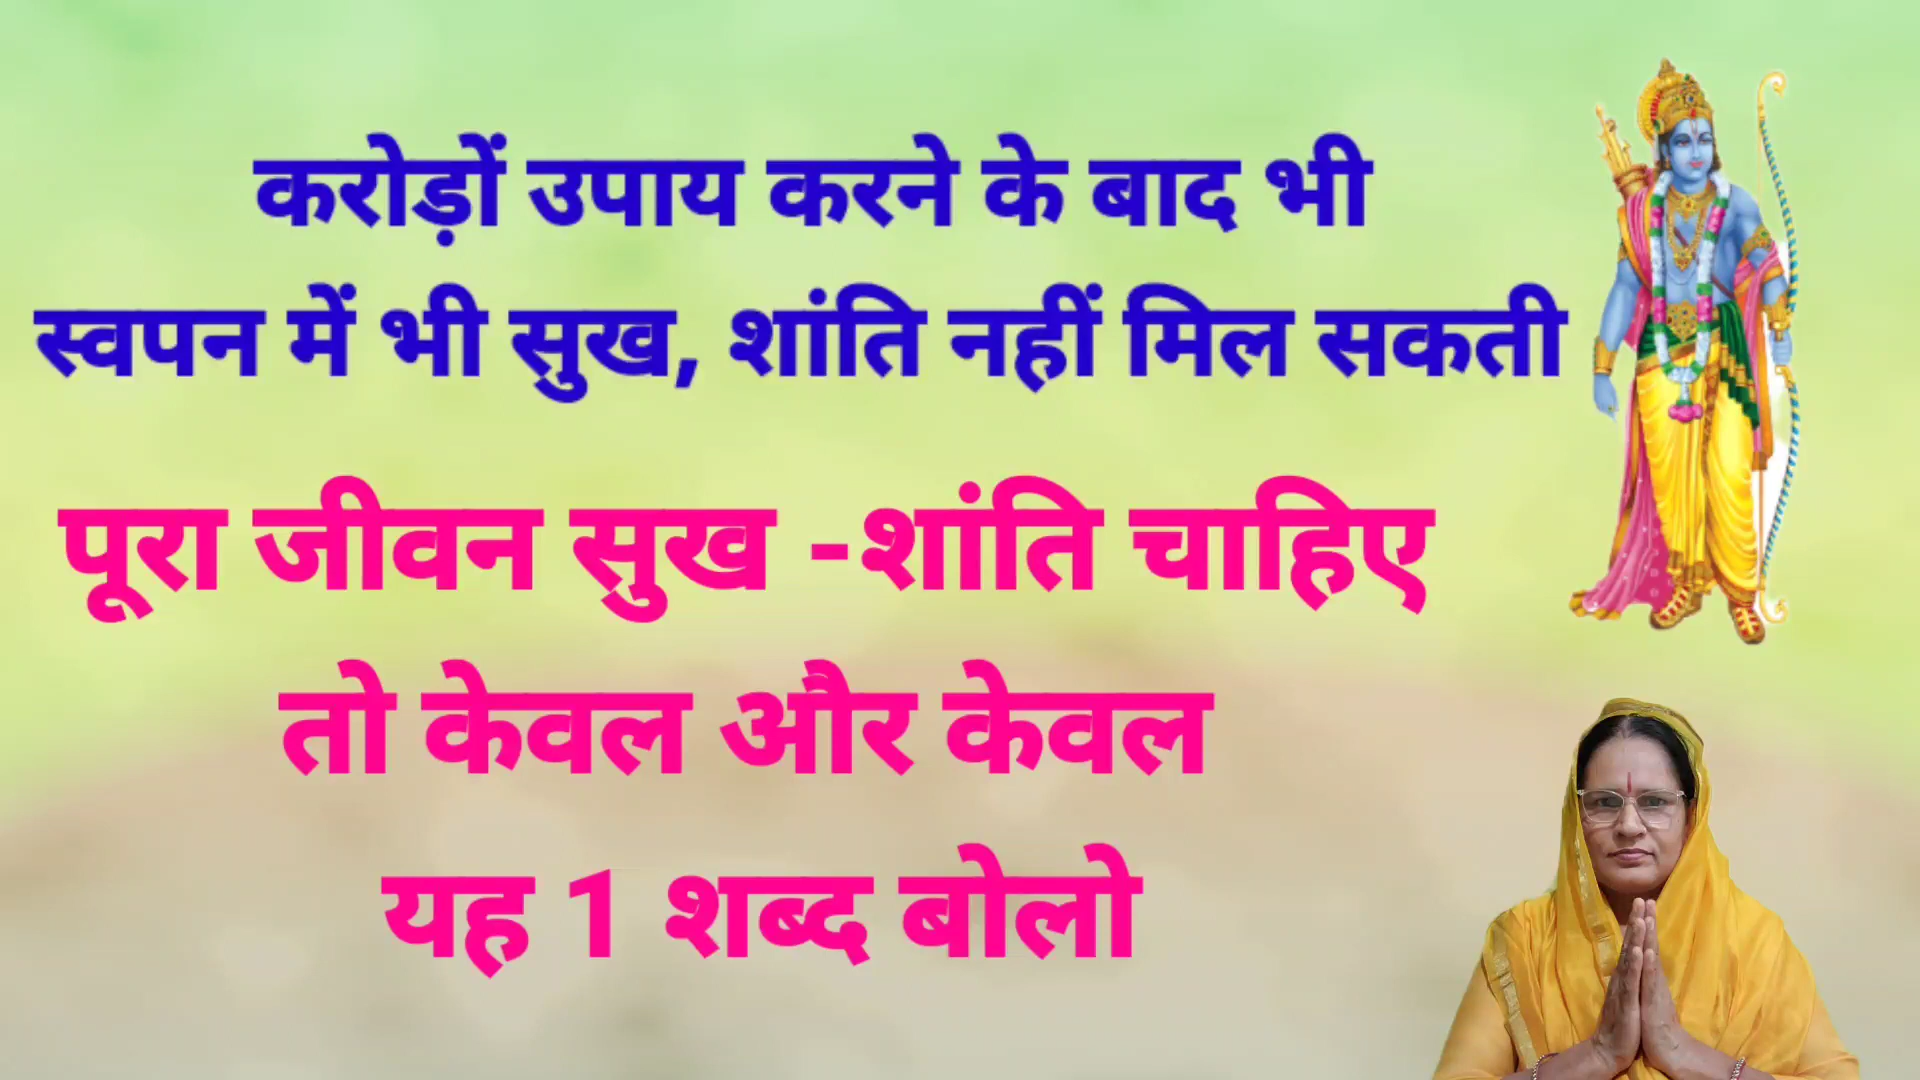 करोड़ों उपाय करने के बाद भी
स्वपन में भी सुख, शांति नहीं मिल सकती
पूरा जीवन सुख -शांति चाहिए
तो केवल और केवल
यह 1 शब्द बोलो